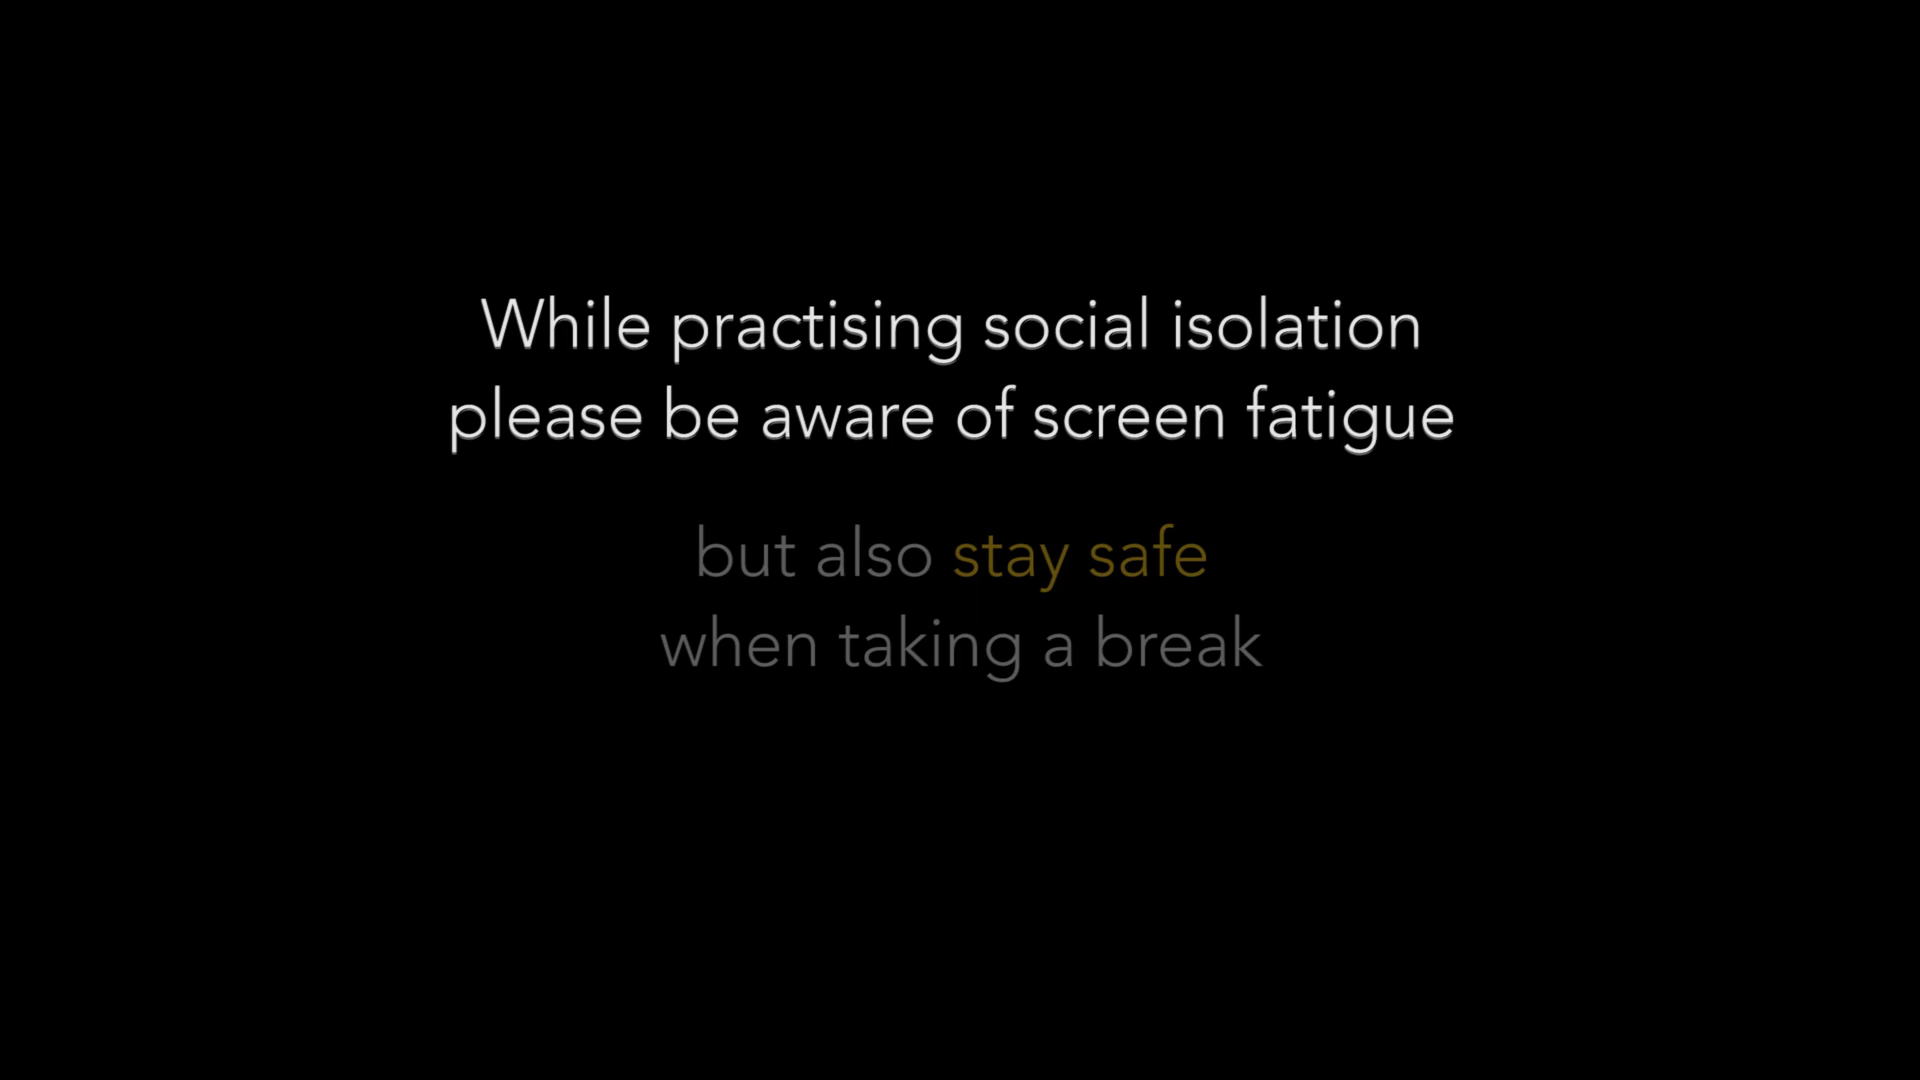 While practising social isolation
please be aware of screen fatigue
but also stay safe
when taking a break